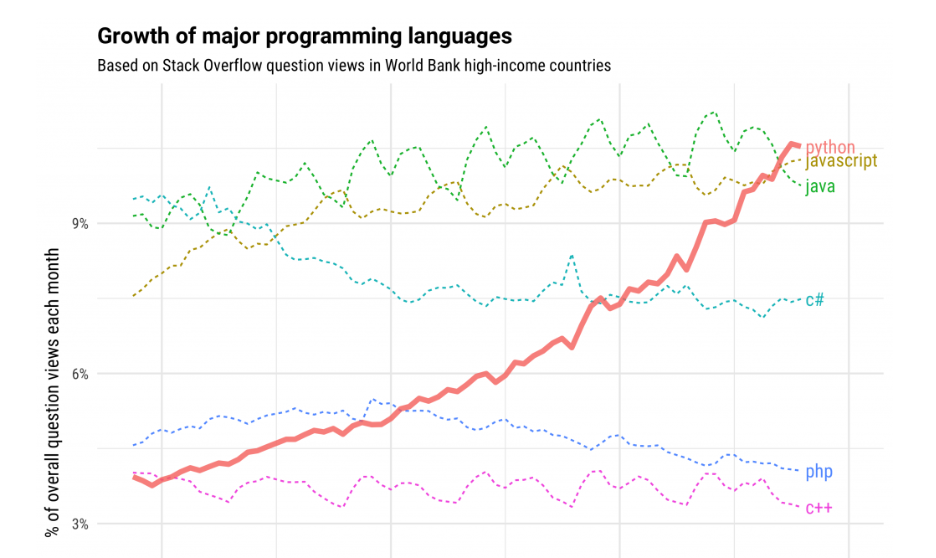 Growth of major programming languages
Based on Stack Overflow question views in World Bank high-income countries
% of overall question views each month
9%
6%
3%
python
javascript
java
c#
php
c++